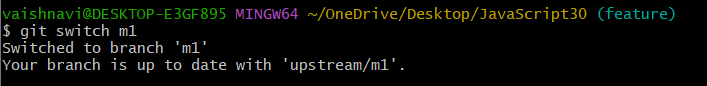 vaishnavi@DESKTOP-E3GF895 MINGW64 ~/OneDrive/Desktop/JavaScript30 (feature)
$ git switch m1
Switched to branch 'm1'
Your branch is up to date with 'upstream/m1'.